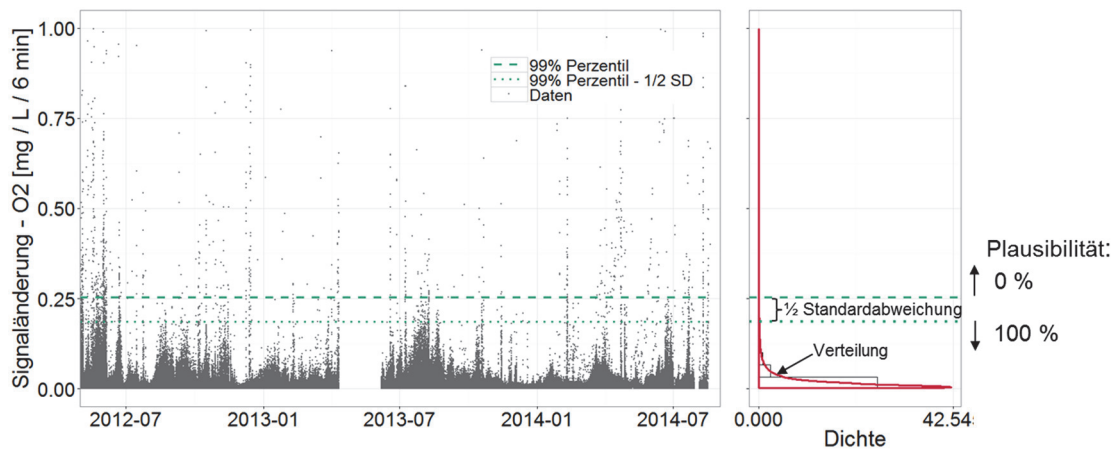 Signaländerung - O2 [mg / L / 6 min]
1.00
0.75
0.50
0.25
0.00
99% Perzentil
99% Perzentil - 1/2 SD
Daten
2012-07
2013-01
2013-07
2014-01
2014-07
½ Standardabweichung
Verteilung
0.000
42.54
Dichte
Plausibilität:
0 %
100 %